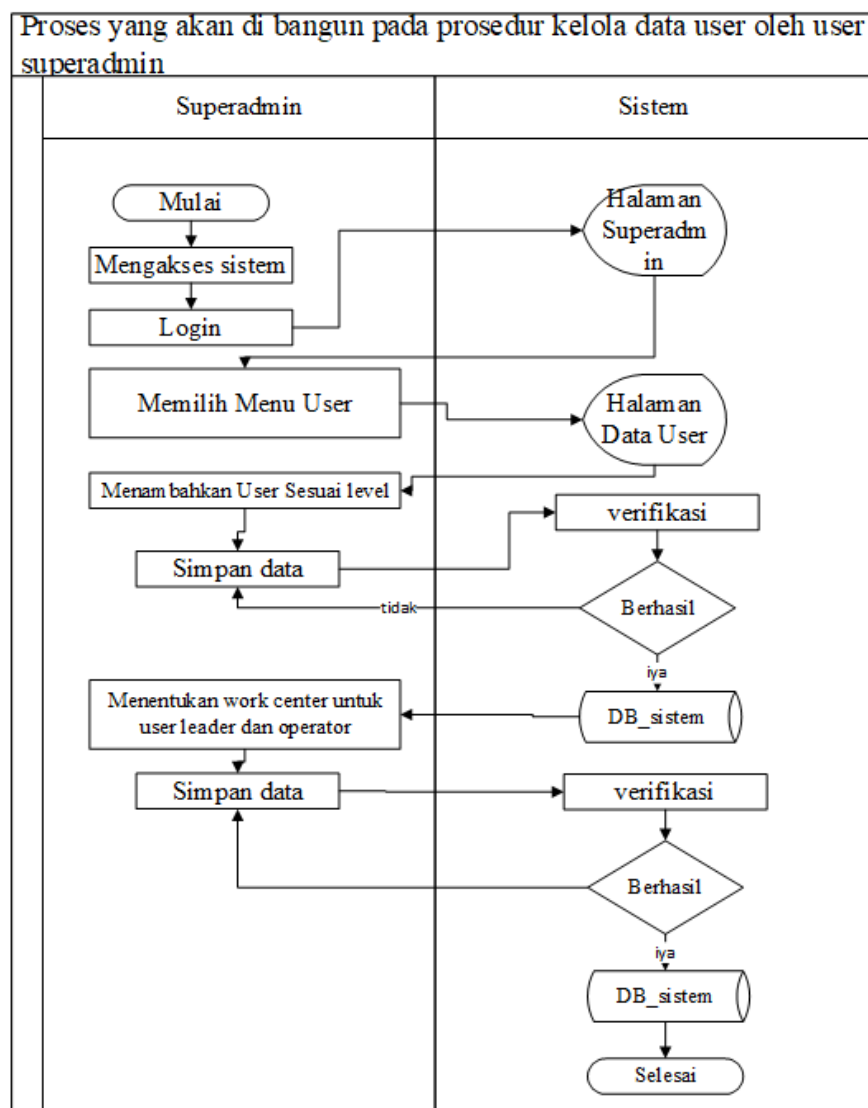 Proses yang akan di bangun pada prosedur kelola data user oleh user
superadmin
Superadmin
Sistem
Mulai
Halaman
Superadm
in
Mengakses sistem
Login
Memilih Menu User
Halaman
Data User
Menambahkan User Sesuai level
verifikasi
Simpan data
Berhasil
tidak
iya
Menentukan work center untuk
user leader dan operator
DB_sistem
Simpan data
verifikasi
Berhasil
iya
DB_sistem
Selesai